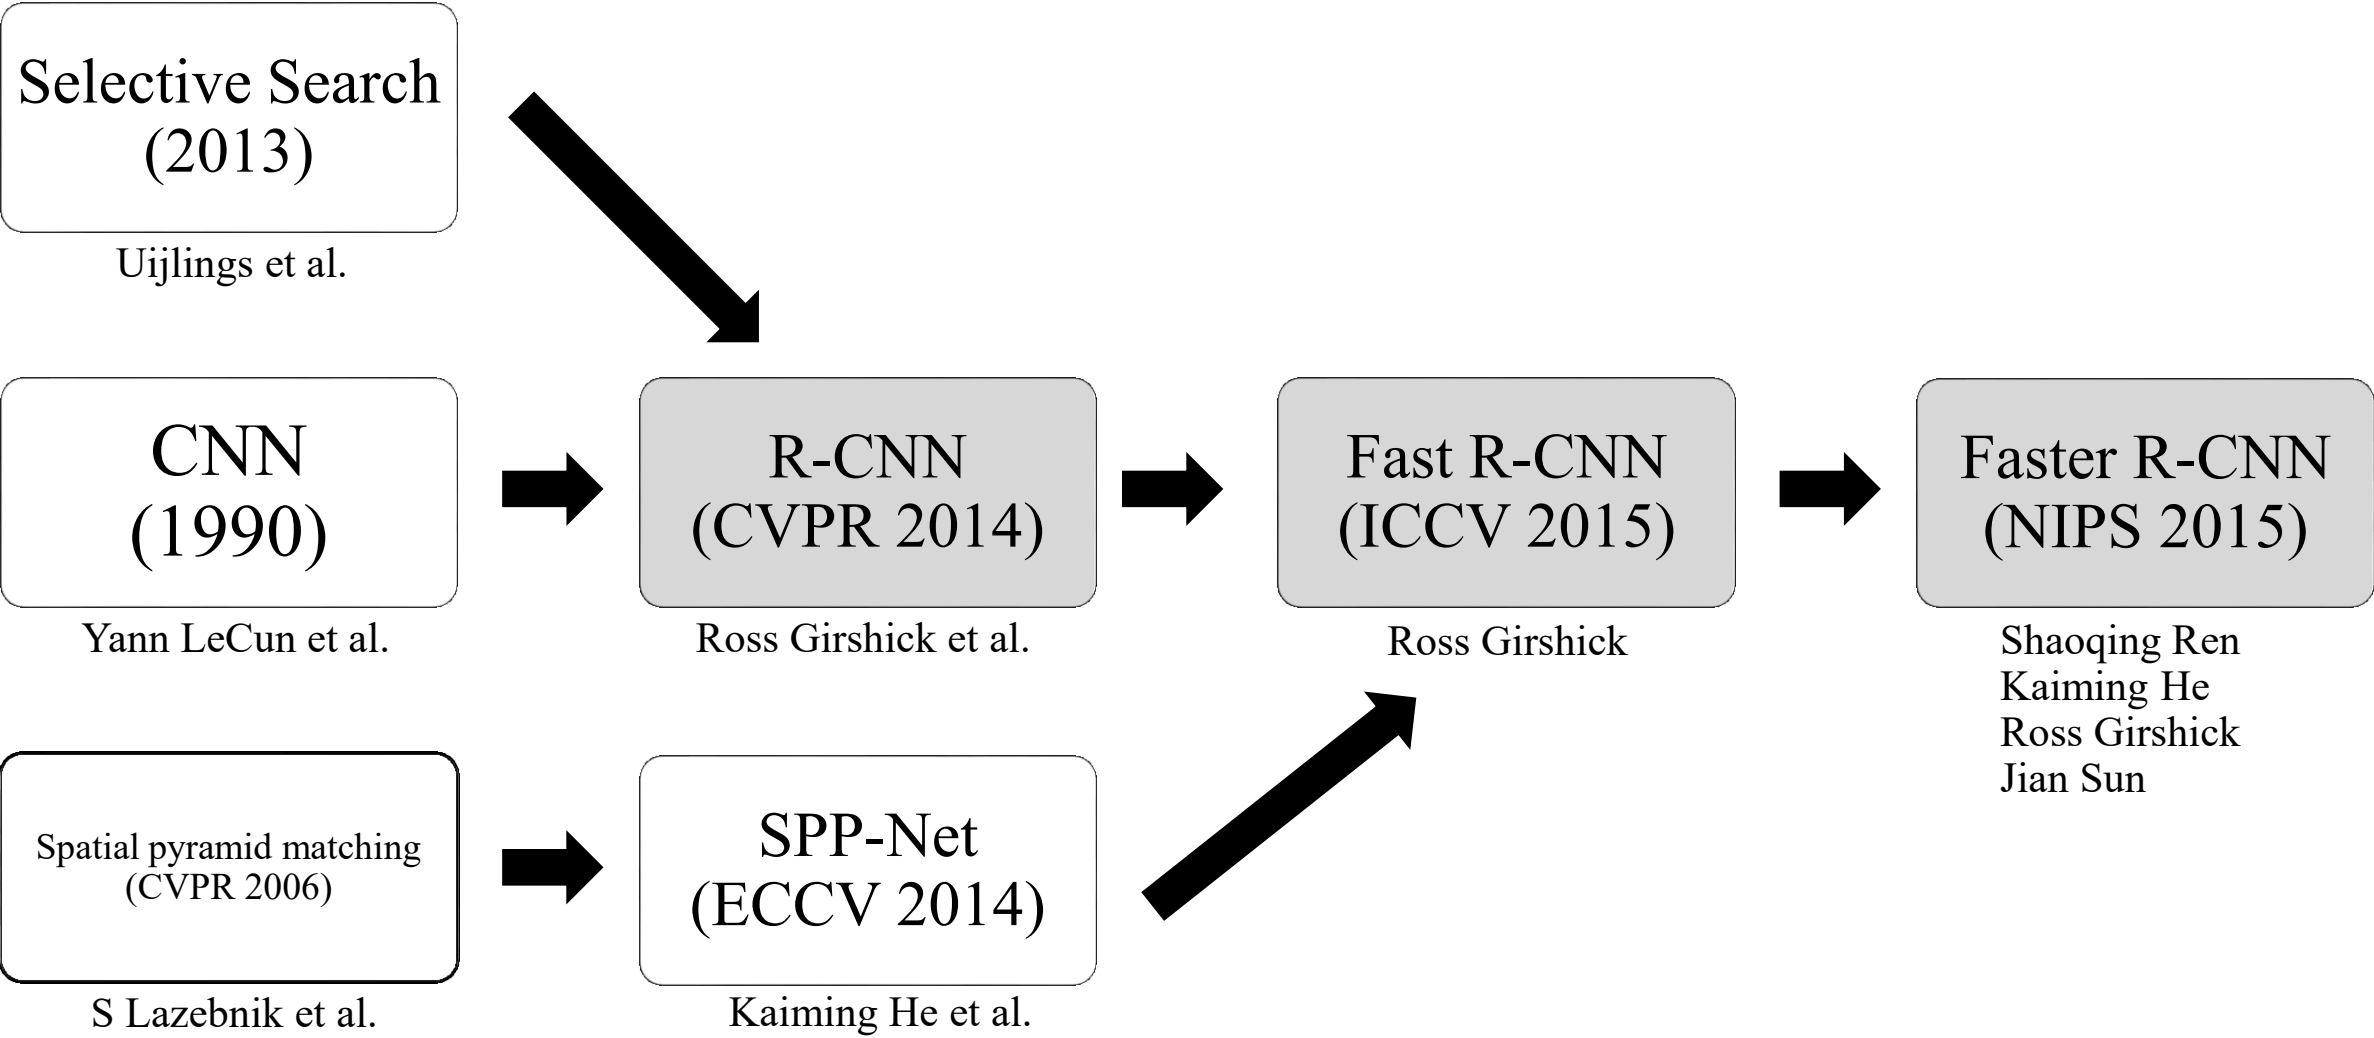 Selective Search
(2013)
Uijlings et al.
CNN
(1990)
Yann LeCun et al.
R-CNN
(CVPR 2014)
Ross Girshick et al.
Fast R-CNN
(ICCV 2015)
Ross Girshick
Faster R-CNN
(NIPS 2015)
Shaoqing Ren
Kaiming He
Ross Girshick
Jian Sun
Spatial pyramid matching
(CVPR 2006)
S Lazebnik et al.
SPP-Net
(ECCV 2014)
Kaiming He et al.